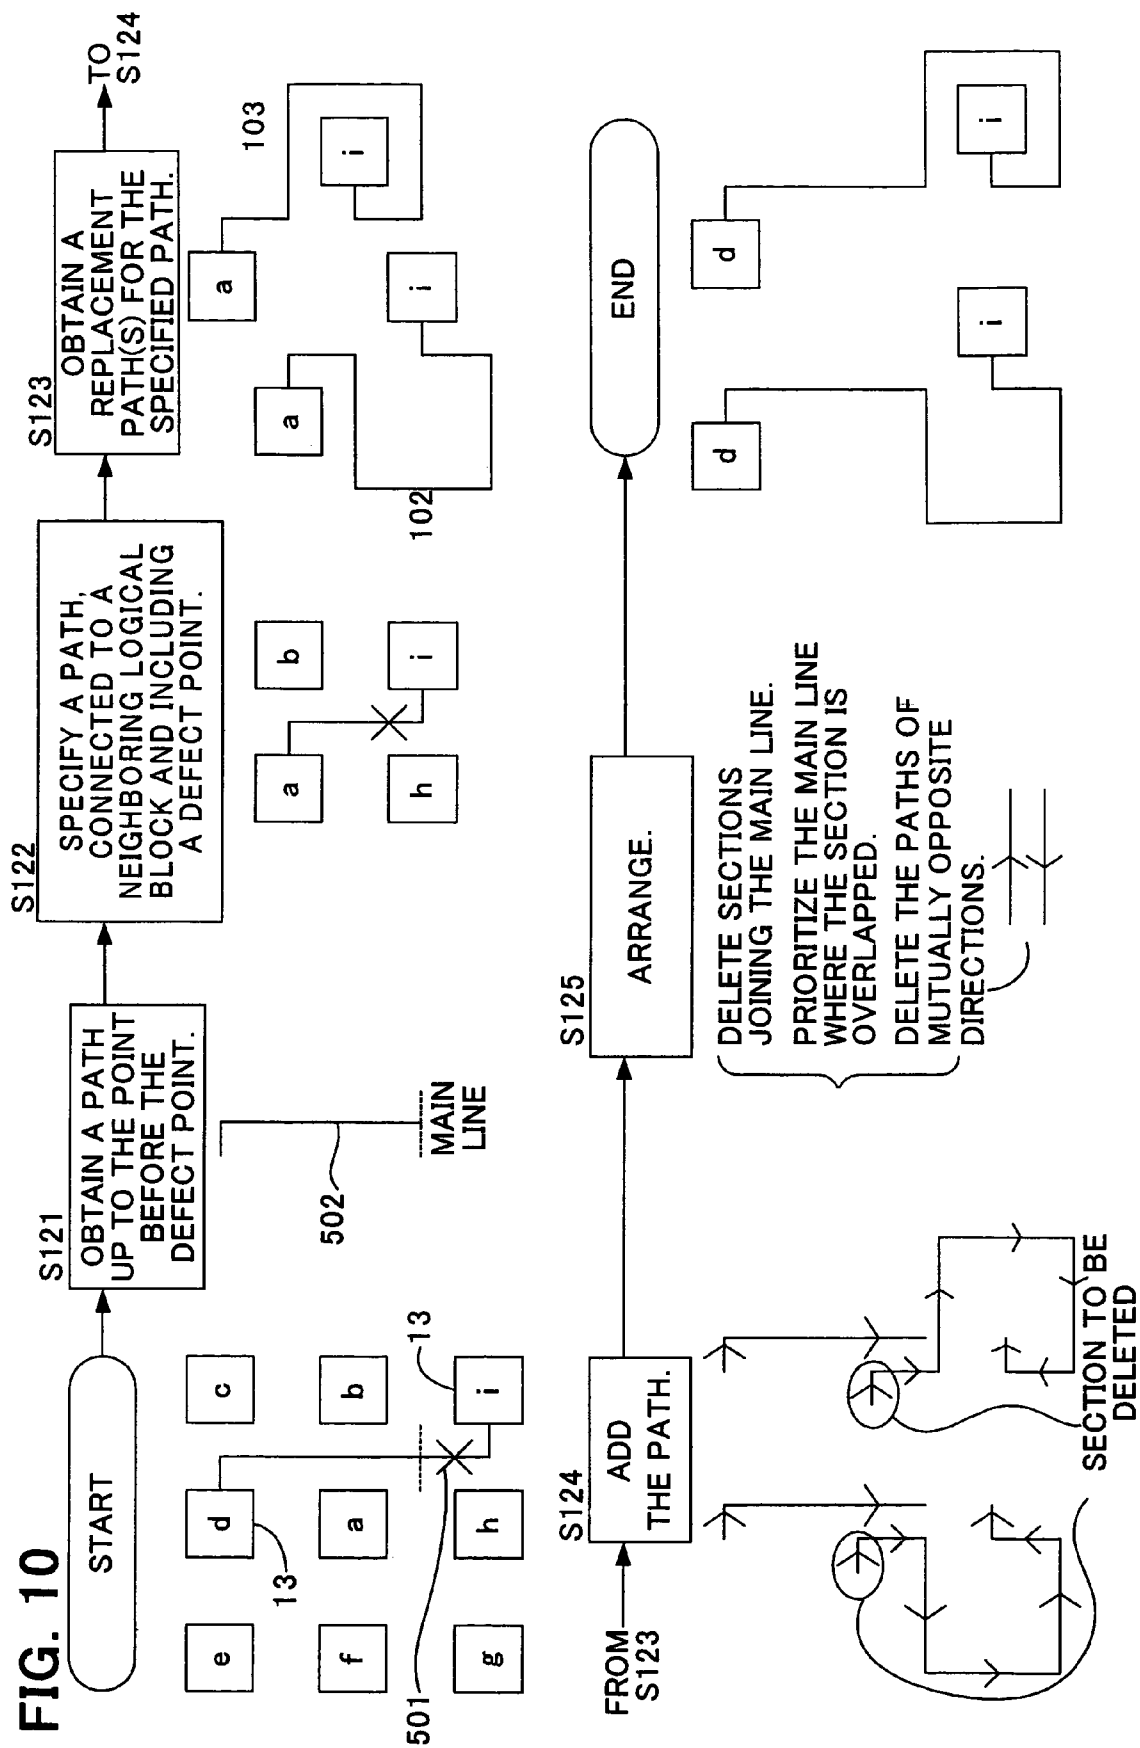 FIG. 10
START
S121
OBTAIN A PATH
UP TO THE POINT
BEFORE THE
DEFECT POINT.
S122
SPECIFY A PATH,
CONNECTED TO A
NEIGHBORING LOGICAL
BLOCK AND INCLUDING
A DEFECT POINT.
S123
OBTAIN A
REPLACEMENT
PATH(S) FOR THE
SPECIFIED PATH.
TO
S124
e
d
c
f
a
b
g
h
i
13
13
501
502
MAIN
LINE
a
b
h
i
a
i
102
a
i
103
FROM
S123
S124
ADD
THE PATH.
SECTION TO BE
DELETED
S125
ARRANGE.
DELETE SECTIONS
JOINING THE MAIN LINE.
PRIORITIZE THE MAIN LINE
WHERE THE SECTION IS
OVERLAPPED.
DELETE THE PATHS OF
MUTUALLY OPPOSITE
DIRECTIONS.
END
d
i
d
i